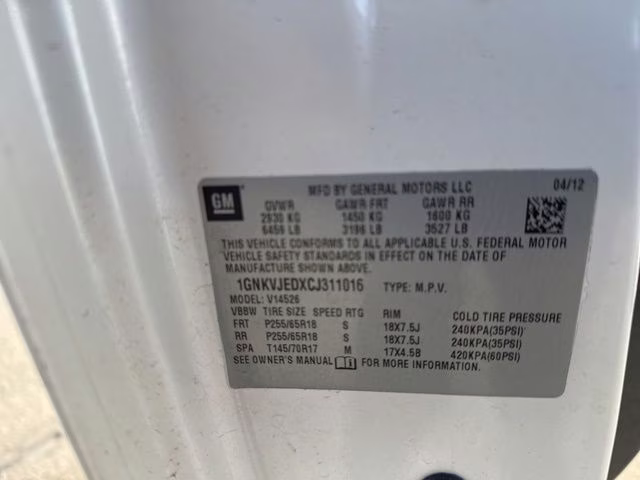 GM
MFD BY GENERAL MOTORS LLC 04/12
GVWR GAWR FRT GAWR RR
2930 KG 1450 KG 1600 KG
6459 LB 3196 LB 3527 LB
THIS VEHICLE CONFORMS TO ALL APPLICABLE U.S. FEDERAL MOTOR
VEHICLE SAFETY STANDARDS IN EFFECT ON THE DATE OF
MANUFACTURE SHOWN ABOVE.
1GNKVJEDXCJ311016 TYPE: M.P.V.
MODEL: V14526
VBBW TIRE SIZE SPEED RTG RIM COLD TIRE PRESSURE
FRT P255/65R18 S 18X7.5J 240KPA(35PSI)
RR P255/65R18 S 18X7.5J 240KPA(35PSI)
SPA T145/70R17 M 17X4.5B 420KPA(60PSI)
SEE OWNER'S MANUAL FOR MORE INFORMATION.